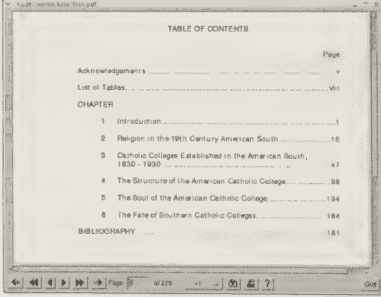 TABLE OF CONTENTS
Page
Acknowledgements v
List of Tables viii
CHAPTER
1 Introduction 1
2 Religion in the 19th Century American South 15
3 Catholic Colleges Established in the American South,
1830 - 1930 47
4 The Structure of the American Catholic College 98
5 The Soul of the American Catholic College
6 The Fate of Southern Catholic Colleges
BIBLIOGRAPHY 181
Page of 220